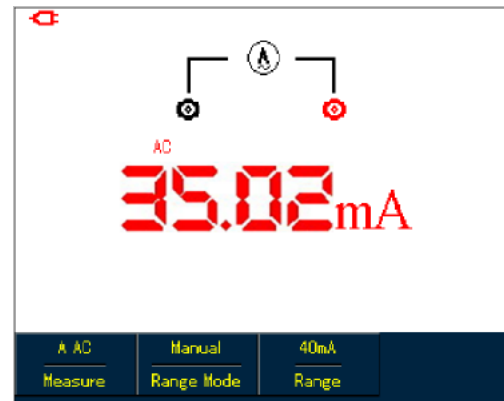 A
AC
35.02mA
A AC Manual 40mA
Measure Range Mode Range